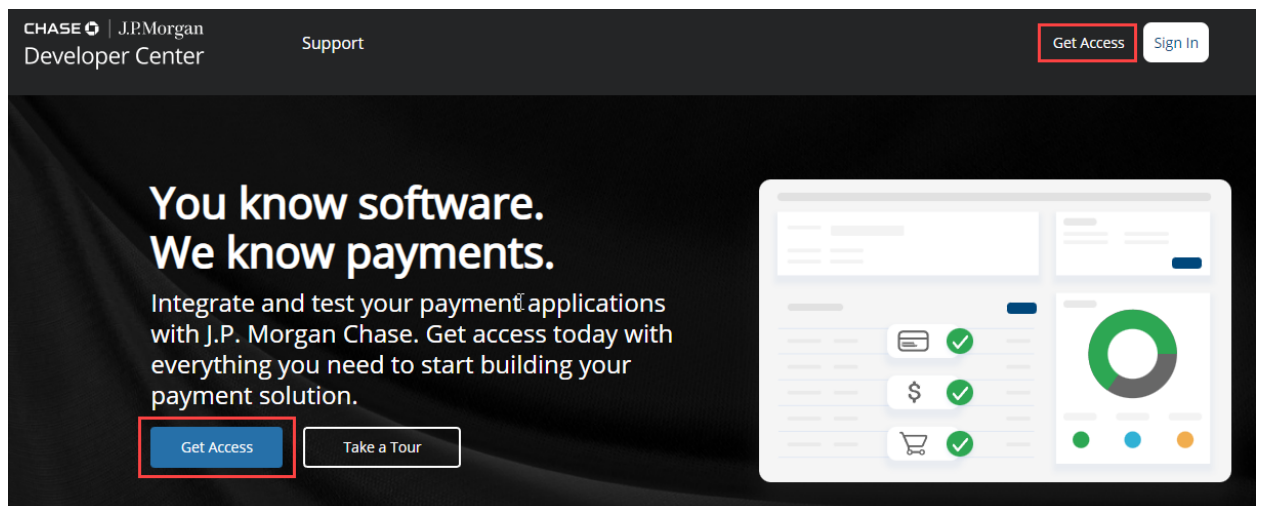 CHASE | J.P.Morgan
Developer Center
Support
Get Access
Sign In
You know software.
We know payments.
Integrate and test your payment applications
with J.P. Morgan Chase. Get access today with
everything you need to start building your
payment solution.
Get Access
Take a Tour
$